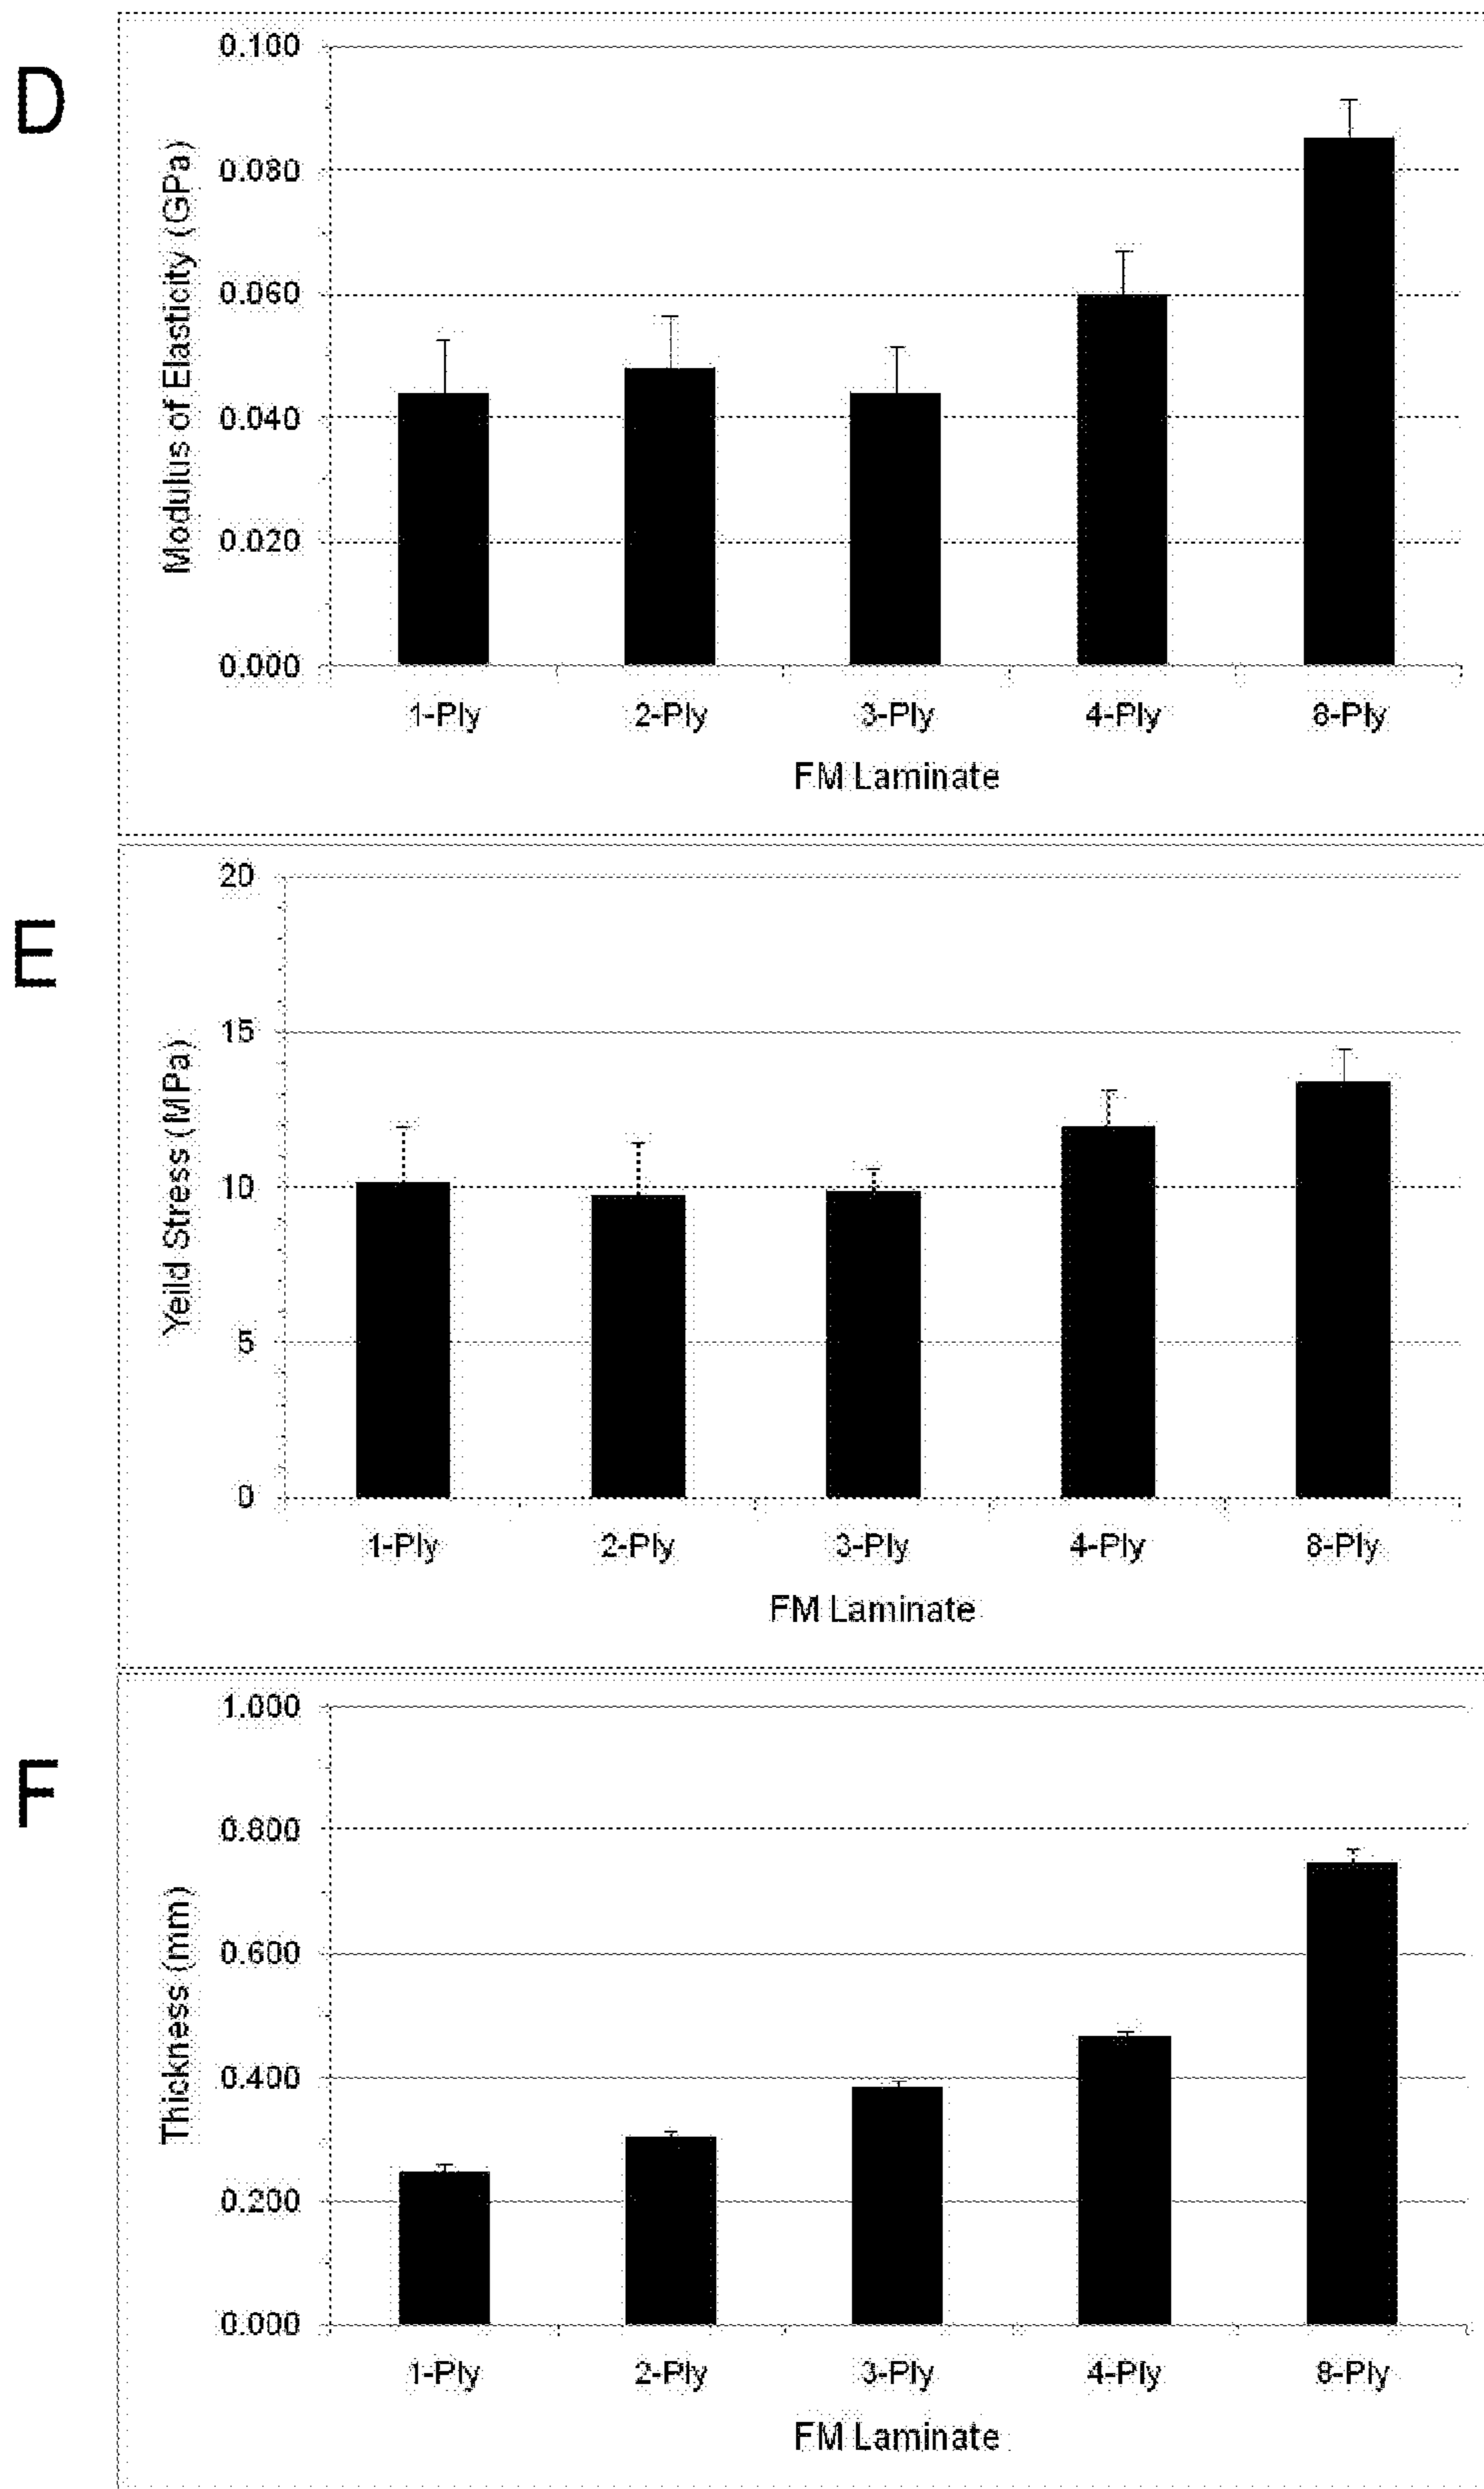 D
Modulus of Elasticity (GPa)
0.100
0.080
0.060
0.040
0.020
0.000
1-Ply 2-Ply 3-Ply 4-Ply 8-Ply
FM Laminate
E
Yeild Stress (MPa)
20
15
10
5
0
1-Ply 2-Ply 3-Ply 4-Ply 8-Ply
FM Laminate
F
Thickness (mm)
1.000
0.800
0.600
0.400
0.200
0.000
1-Ply 2-Ply 3-Ply 4-Ply 8-Ply
FM Laminate